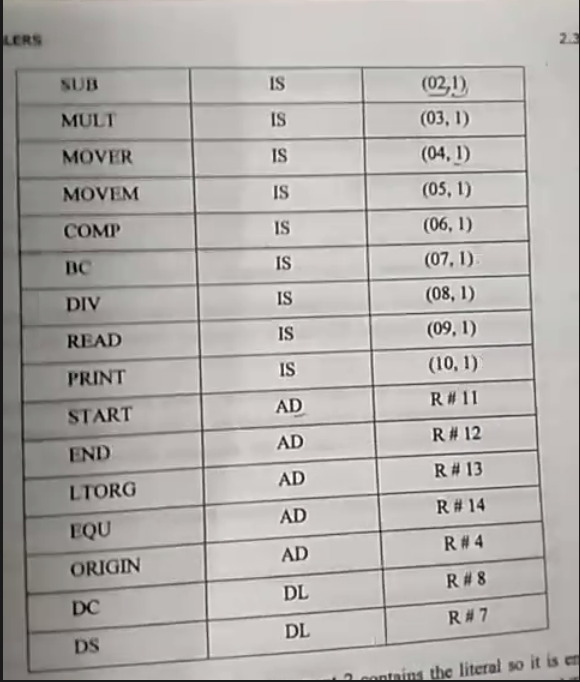 LERS 2.3
SUB IS (02,1)
MULT IS (03, 1)
MOVER IS (04, 1)
MOVEM IS (05, 1)
COMP IS (06, 1)
BC IS (07, 1)
DIV IS (08, 1)
READ IS (09, 1)
PRINT IS (10, 1)
START AD R # 11
END AD R # 12
LTORG AD R # 13
EQU AD R # 14
ORIGIN AD R # 4
DC DL R # 8
DS DL R # 7
contains the literal so it is en